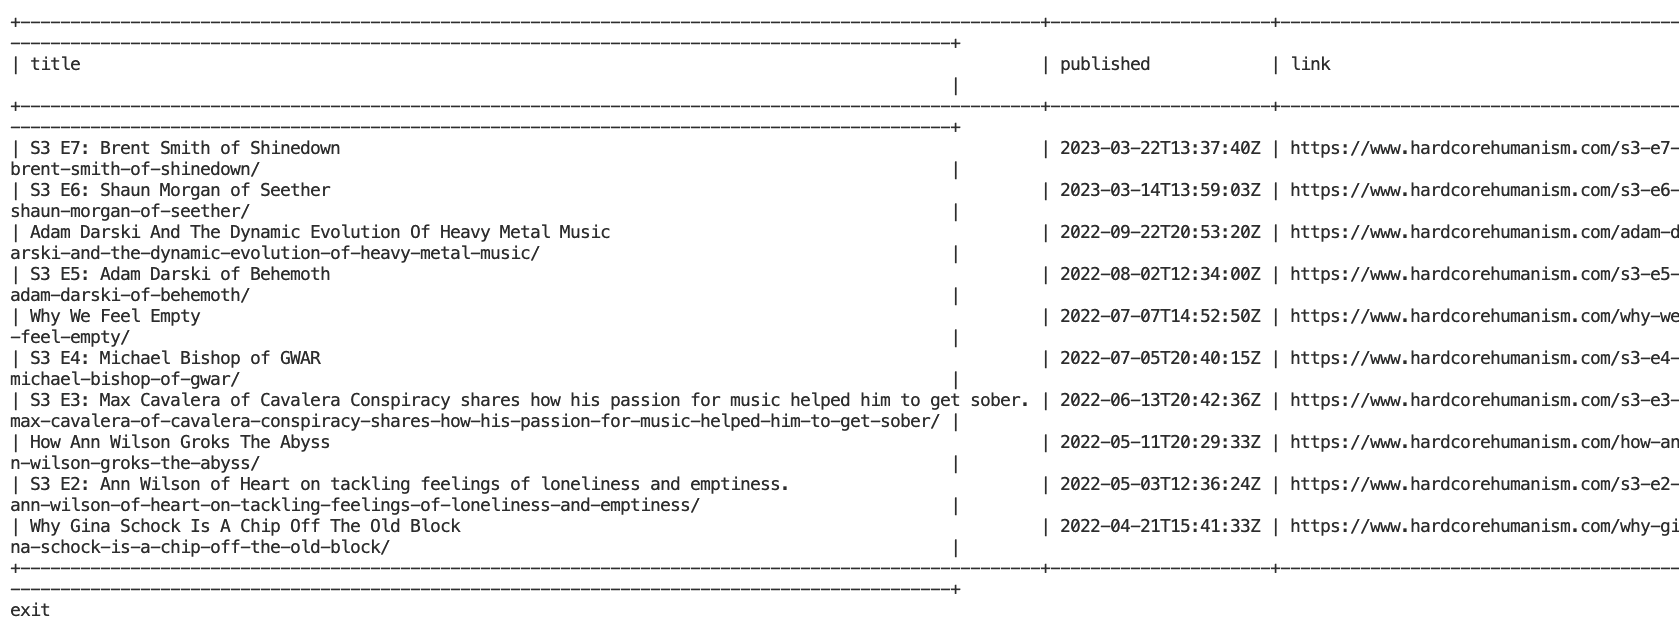 +------------------------------------------------------------------------------------------------------+----------------------+----------------------------------------
----------------------------------------------------------------------------------------------+
| title | published | link
|
+------------------------------------------------------------------------------------------------------+----------------------+----------------------------------------
----------------------------------------------------------------------------------------------+
| S3 E7: Brent Smith of Shinedown | 2023-03-22T13:37:40Z | https://www.hardcorehumanism.com/s3-e7-
brent-smith-of-shinedown/ |
| S3 E6: Shaun Morgan of Seether | 2023-03-14T13:59:03Z | https://www.hardcorehumanism.com/s3-e6-
shaun-morgan-of-seether/ |
| Adam Darski And The Dynamic Evolution Of Heavy Metal Music | 2022-09-22T20:53:20Z | https://www.hardcorehumanism.com/adam-d
arski-and-the-dynamic-evolution-of-heavy-metal-music/ |
| S3 E5: Adam Darski of Behemoth | 2022-08-02T12:34:00Z | https://www.hardcorehumanism.com/s3-e5-
adam-darski-of-behemoth/ |
| Why We Feel Empty | 2022-07-07T14:52:50Z | https://www.hardcorehumanism.com/why-we
-feel-empty/ |
| S3 E4: Michael Bishop of GWAR | 2022-07-05T20:40:15Z | https://www.hardcorehumanism.com/s3-e4-
michael-bishop-of-gwar/ |
| S3 E3: Max Cavalera of Cavalera Conspiracy shares how his passion for music helped him to get sober. | 2022-06-13T20:42:36Z | https://www.hardcorehumanism.com/s3-e3-
max-cavalera-of-cavalera-conspiracy-shares-how-his-passion-for-music-helped-him-to-get-sober/ |
| How Ann Wilson Groks The Abyss | 2022-05-11T20:29:33Z | https://www.hardcorehumanism.com/how-an
n-wilson-groks-the-abyss/ |
| S3 E2: Ann Wilson of Heart on tackling feelings of loneliness and emptiness. | 2022-05-03T12:36:24Z | https://www.hardcorehumanism.com/s3-e2-
ann-wilson-of-heart-on-tackling-feelings-of-loneliness-and-emptiness/ |
| Why Gina Schock Is A Chip Off The Old Block | 2022-04-21T15:41:33Z | https://www.hardcorehumanism.com/why-gi
na-schock-is-a-chip-off-the-old-block/ |
+------------------------------------------------------------------------------------------------------+----------------------+----------------------------------------
----------------------------------------------------------------------------------------------+
exit